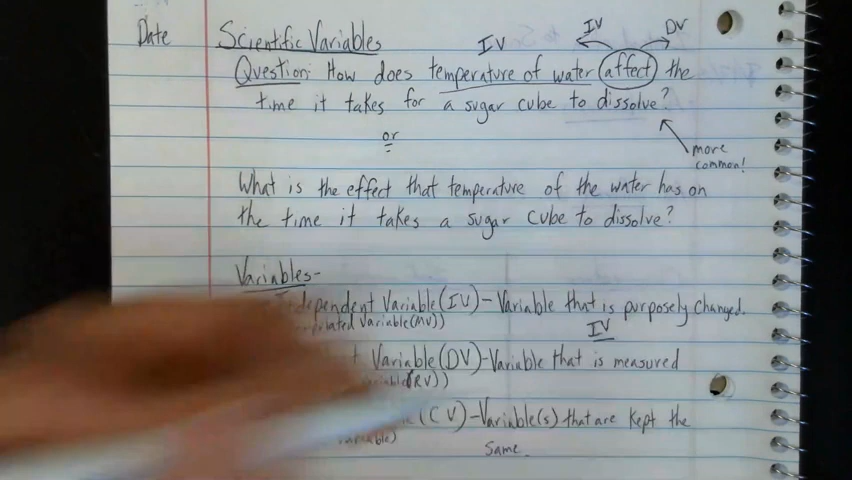 Date
Scientific Variables
IV
IV
DV
Question: How does temperature of water affect the
time it takes for a sugar cube to dissolve?
or
more
common!
What is the effect that temperature of the water has on
the time it takes a sugar cube to dissolve?
Variables-
Variable (IV) - Variable that is purposely changed.
Variable (MV))
IV
Variable (DV) - Variable that is measured
(RV))
(CV) - Variable(s) that are kept the
same.